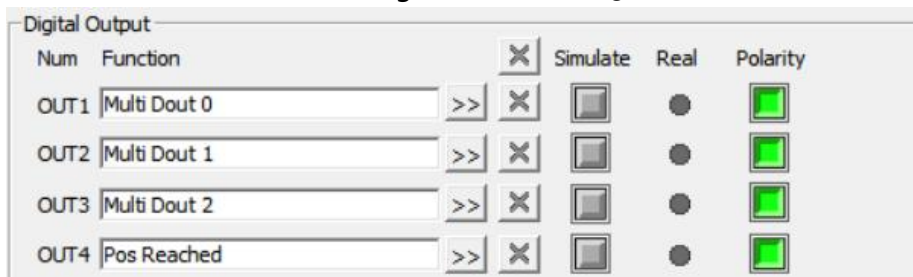 Digital Output
Num Function Simulate Real Polarity
OUT1 Multi Dout 0 >>
OUT2 Multi Dout 1 >>
OUT3 Multi Dout 2 >>
OUT4 Pos Reached >>